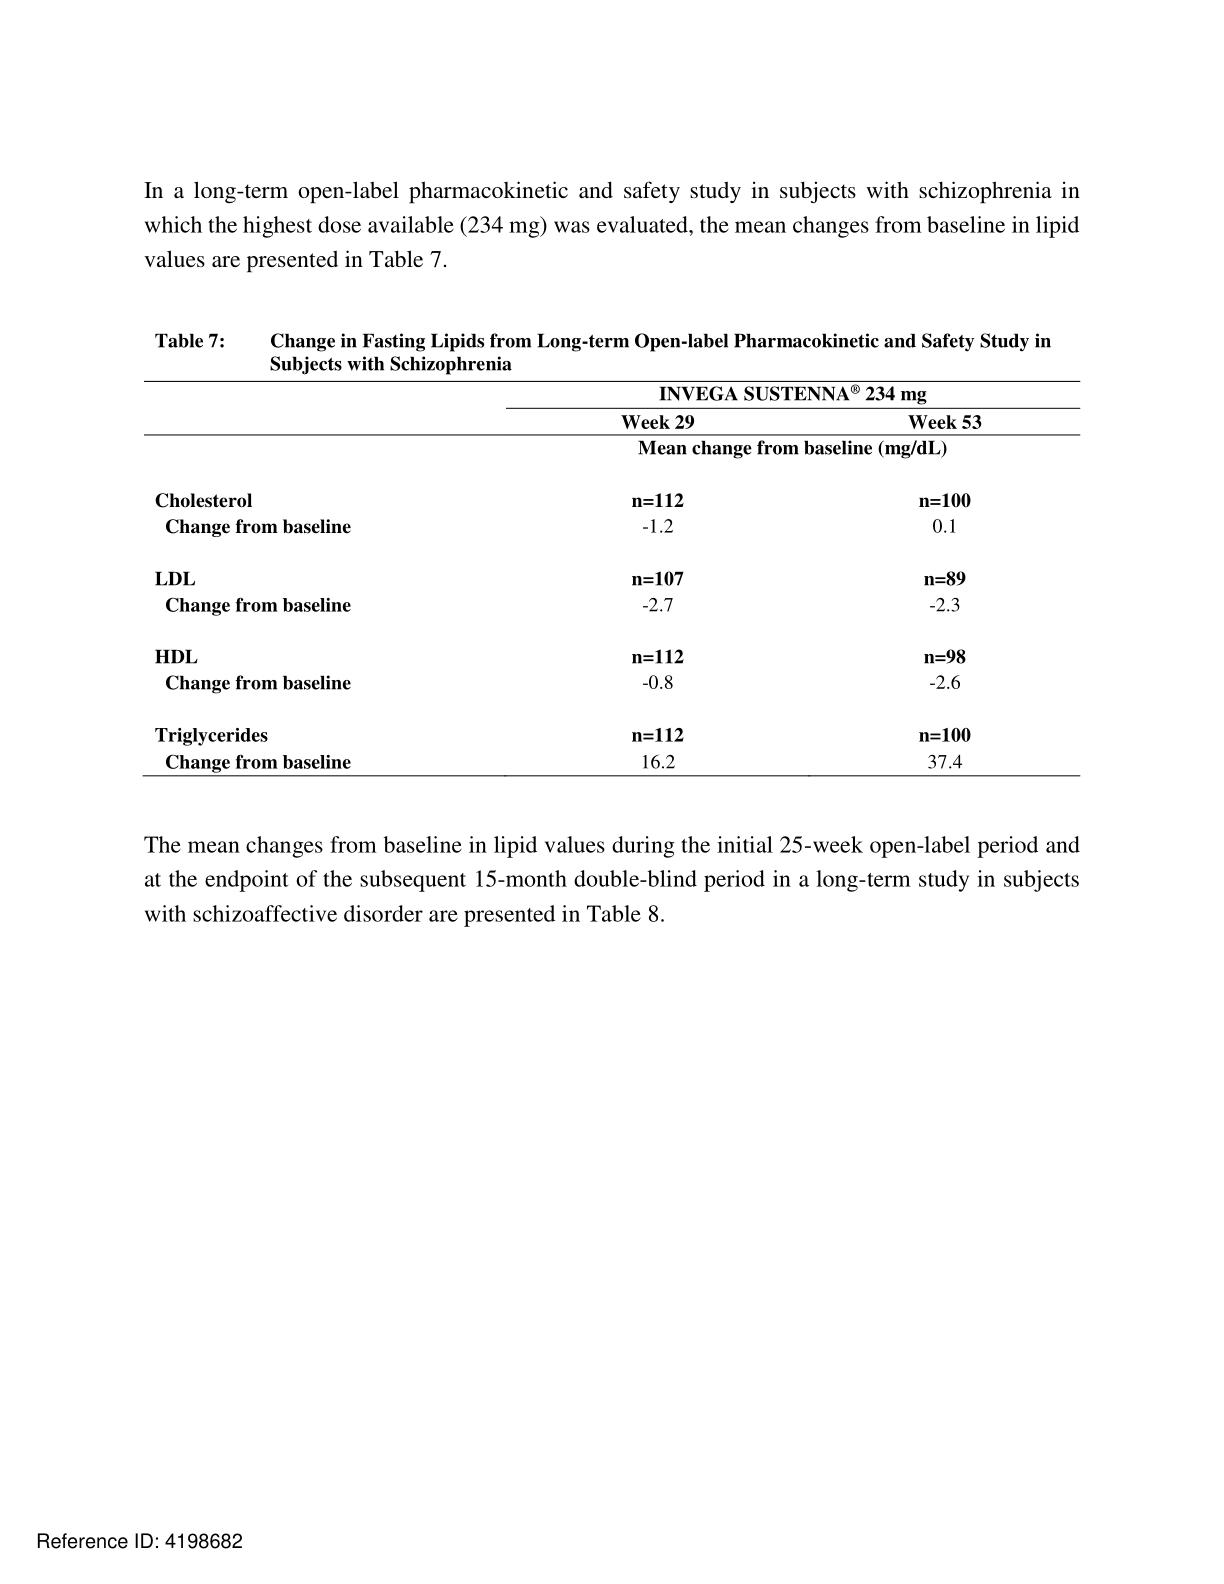 In a long-term open-label pharmacokinetic and safety study in subjects with schizophrenia in
which the highest dose available (234 mg) was evaluated, the mean changes from baseline in lipid
values are presented in Table 7.
Table 7: Change in Fasting Lipids from Long-term Open-label Pharmacokinetic and Safety Study in
Subjects with Schizophrenia
INVEGA SUSTENNA® 234 mg
Week 29 Week 53
Mean change from baseline (mg/dL)
Cholesterol n=112 n=100
Change from baseline -1.2 0.1
LDL n=107 n=89
Change from baseline -2.7 -2.3
HDL n=112 n=98
Change from baseline -0.8 -2.6
Triglycerides n=112 n=100
Change from baseline 16.2 37.4
The mean changes from baseline in lipid values during the initial 25-week open-label period and
at the endpoint of the subsequent 15-month double-blind period in a long-term study in subjects
with schizoaffective disorder are presented in Table 8.
Reference ID: 4198682